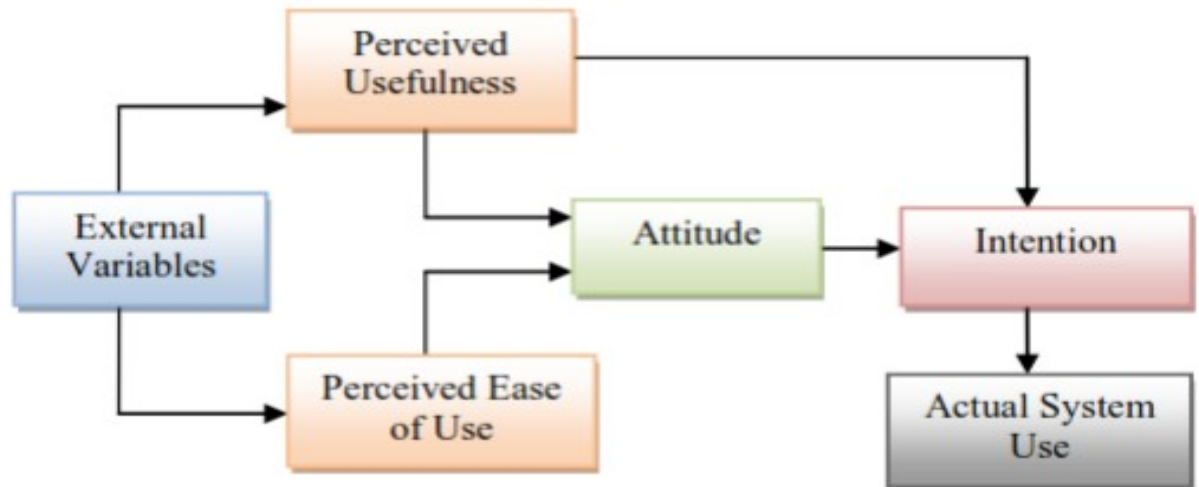 Perceived
Usefulness
External
Variables
Attitude
Intention
Perceived Ease
of Use
Actual System
Use